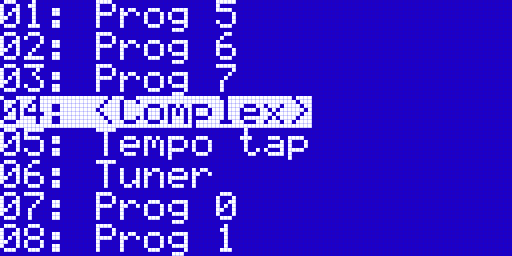 01: Prog 5
02: Prog 6
03: Prog 7
04: <Complex>
05: Tempo tap
06: Tuner
07: Prog 0
08: Prog 1